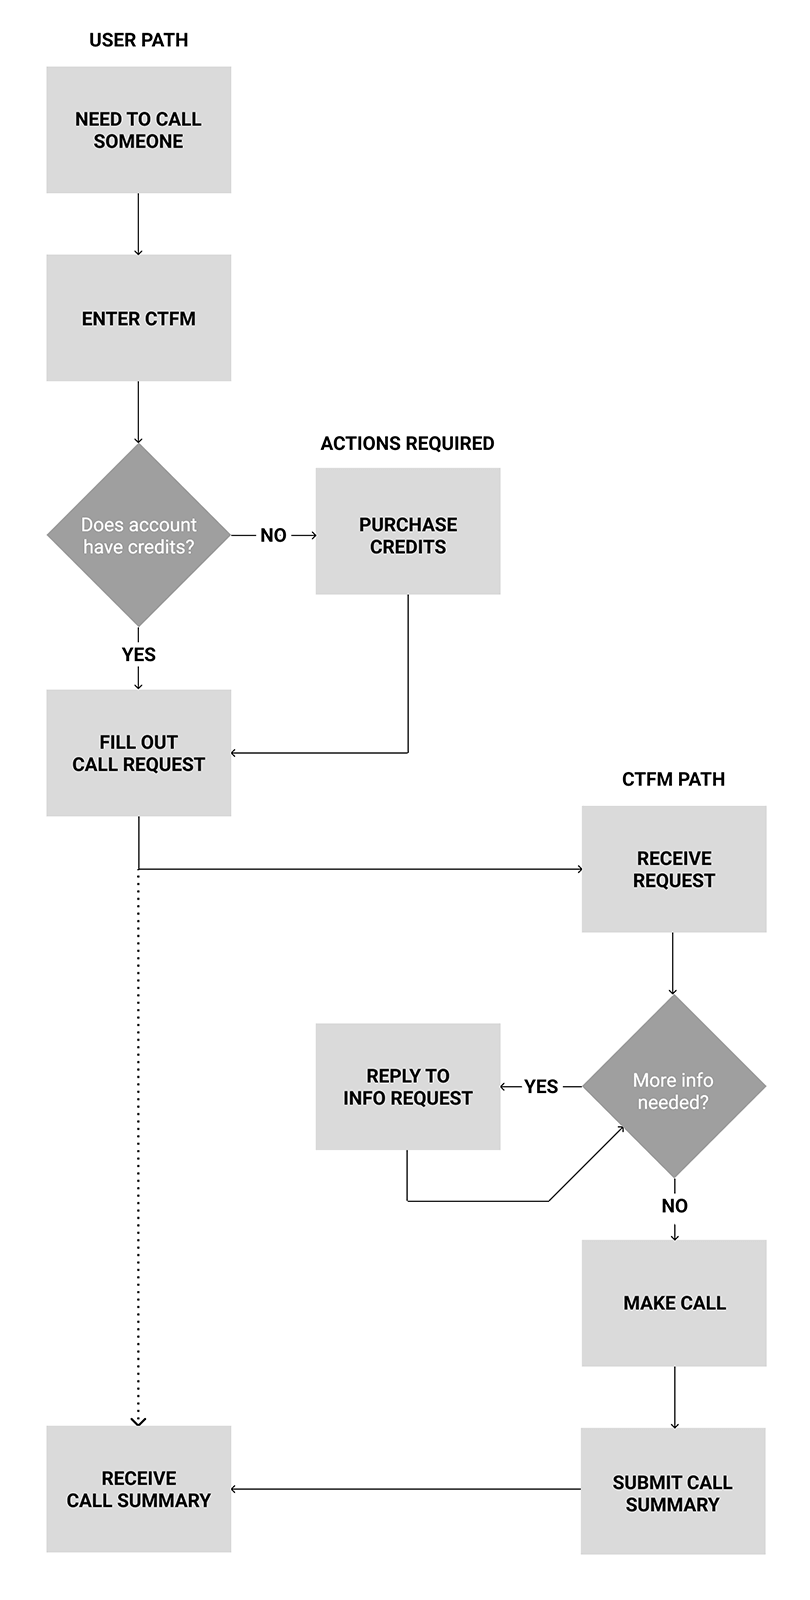 USER PATH
NEED TO CALL
SOMEONE
ENTER CTFM
Does account
have credits?
NO
ACTIONS REQUIRED
PURCHASE
CREDITS
YES
FILL OUT
CALL REQUEST
CTFM PATH
RECEIVE
REQUEST
More info
needed?
YES
REPLY TO
INFO REQUEST
NO
MAKE CALL
SUBMIT CALL
SUMMARY
RECEIVE
CALL SUMMARY